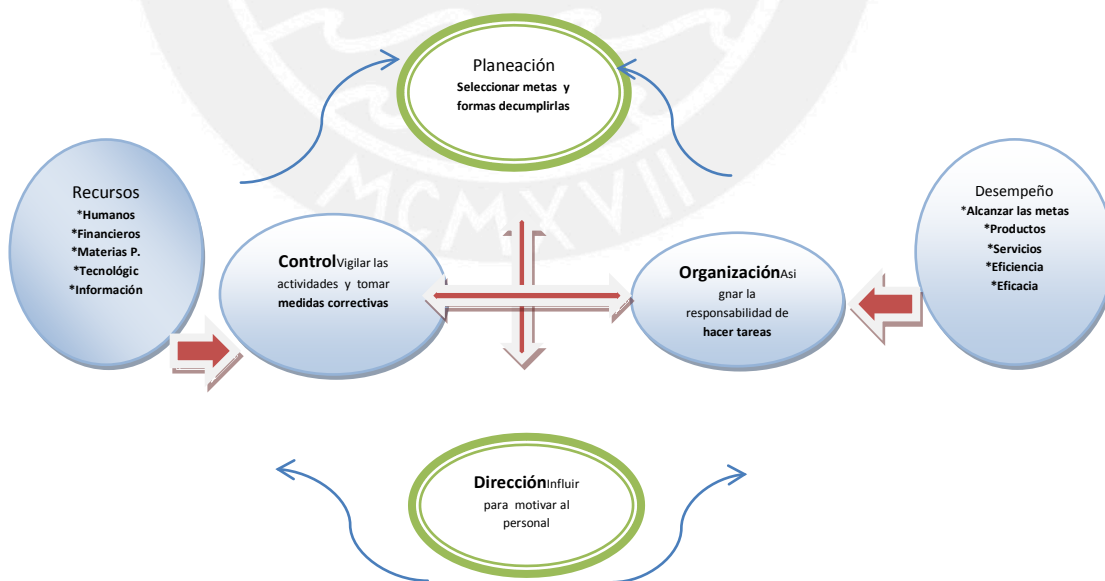 MCMXVII
Planeación
Seleccionar metas y
formas decumplirlas
Recursos
*Humanos
*Financieros
*Materias P.
*Tecnológic
*Información
ControlVigilar las
actividades y tomar
medidas correctivas
OrganizaciónAsi
gnar la
responsabilidad de
hacer tareas
Desempeño
*Alcanzar las metas
*Productos
*Servicios
*Eficiencia
*Eficacia
DirecciónInfluir
para motivar al
personal